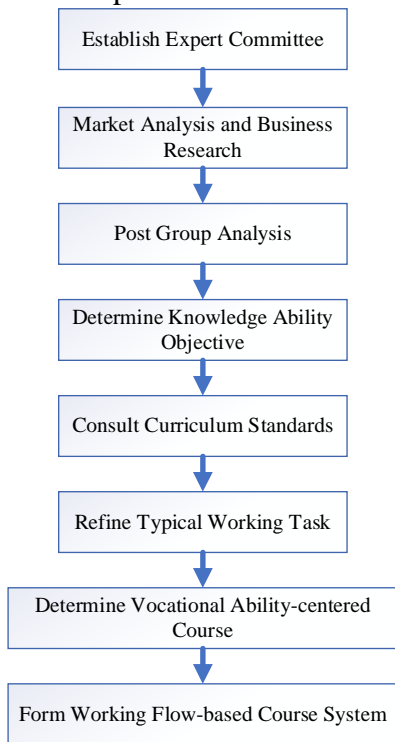 Establish Expert Committee
Market Analysis and Business
Research
Post Group Analysis
Determine Knowledge Ability
Objective
Consult Curriculum Standards
Refine Typical Working Task
Determine Vocational Ability-centered
Course
Form Working Flow-based Course System